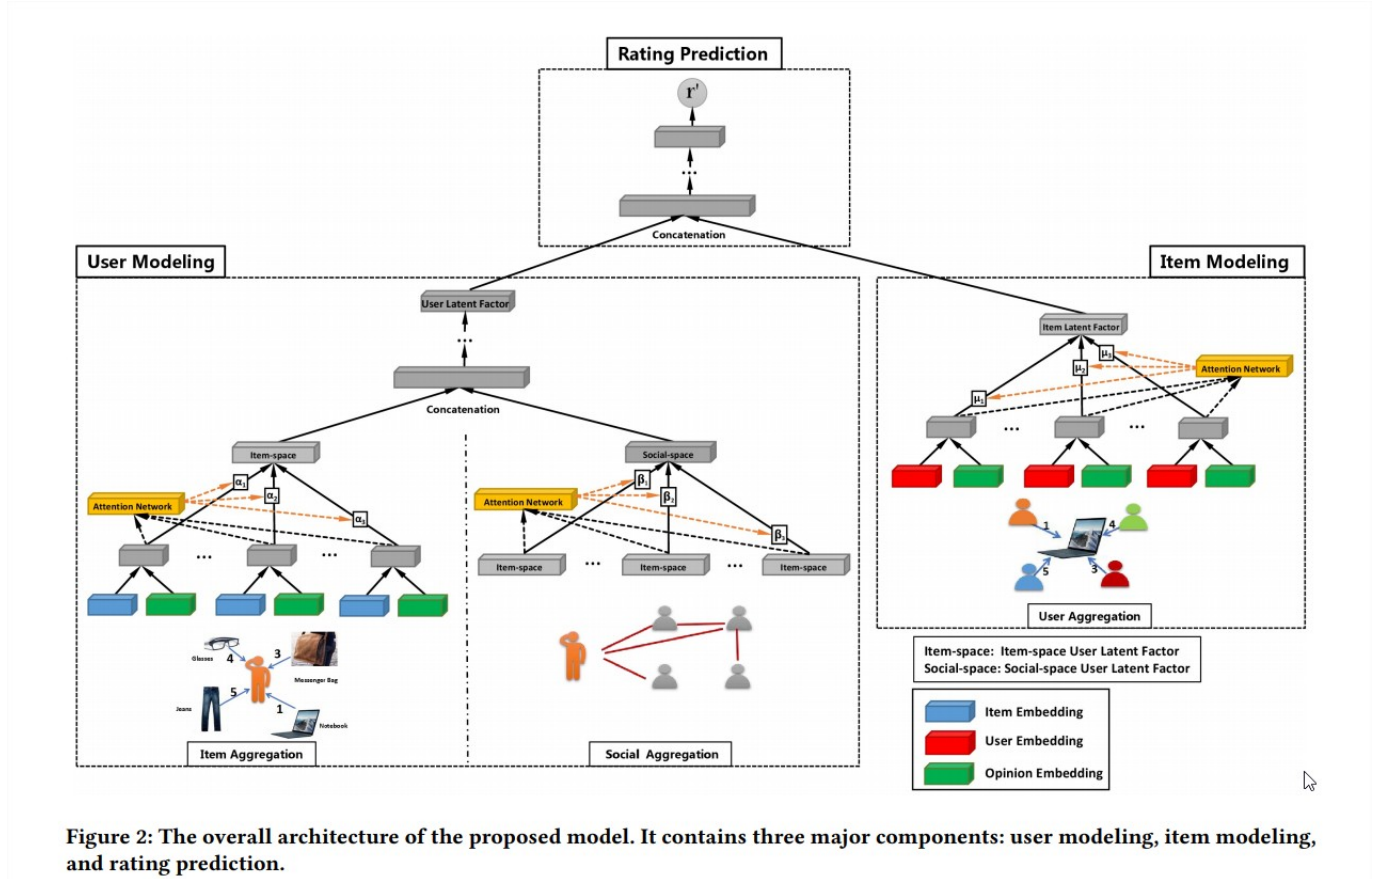 Rating Prediction
r'
...
Concatenation
User Modeling
User Latent Factor
...
Concatenation
Item-space
Attention Network
α1
α2
α3
... ...
Glasses
4
3
Messenger Bag
Jeans
5
1
Notebook
Item Aggregation
Social-space
Attention Network
β1
β2
β3
Item-space ... Item-space ... Item-space
Social Aggregation
Item Modeling
Item Latent Factor
μ3
μ2
μ1
Attention Network
... ...
1
4
5
3
User Aggregation
Item-space: Item-space User Latent Factor
Social-space: Social-space User Latent Factor
Item Embedding
User Embedding
Opinion Embedding
Figure 2: The overall architecture of the proposed model. It contains three major components: user modeling, item modeling,
and rating prediction.